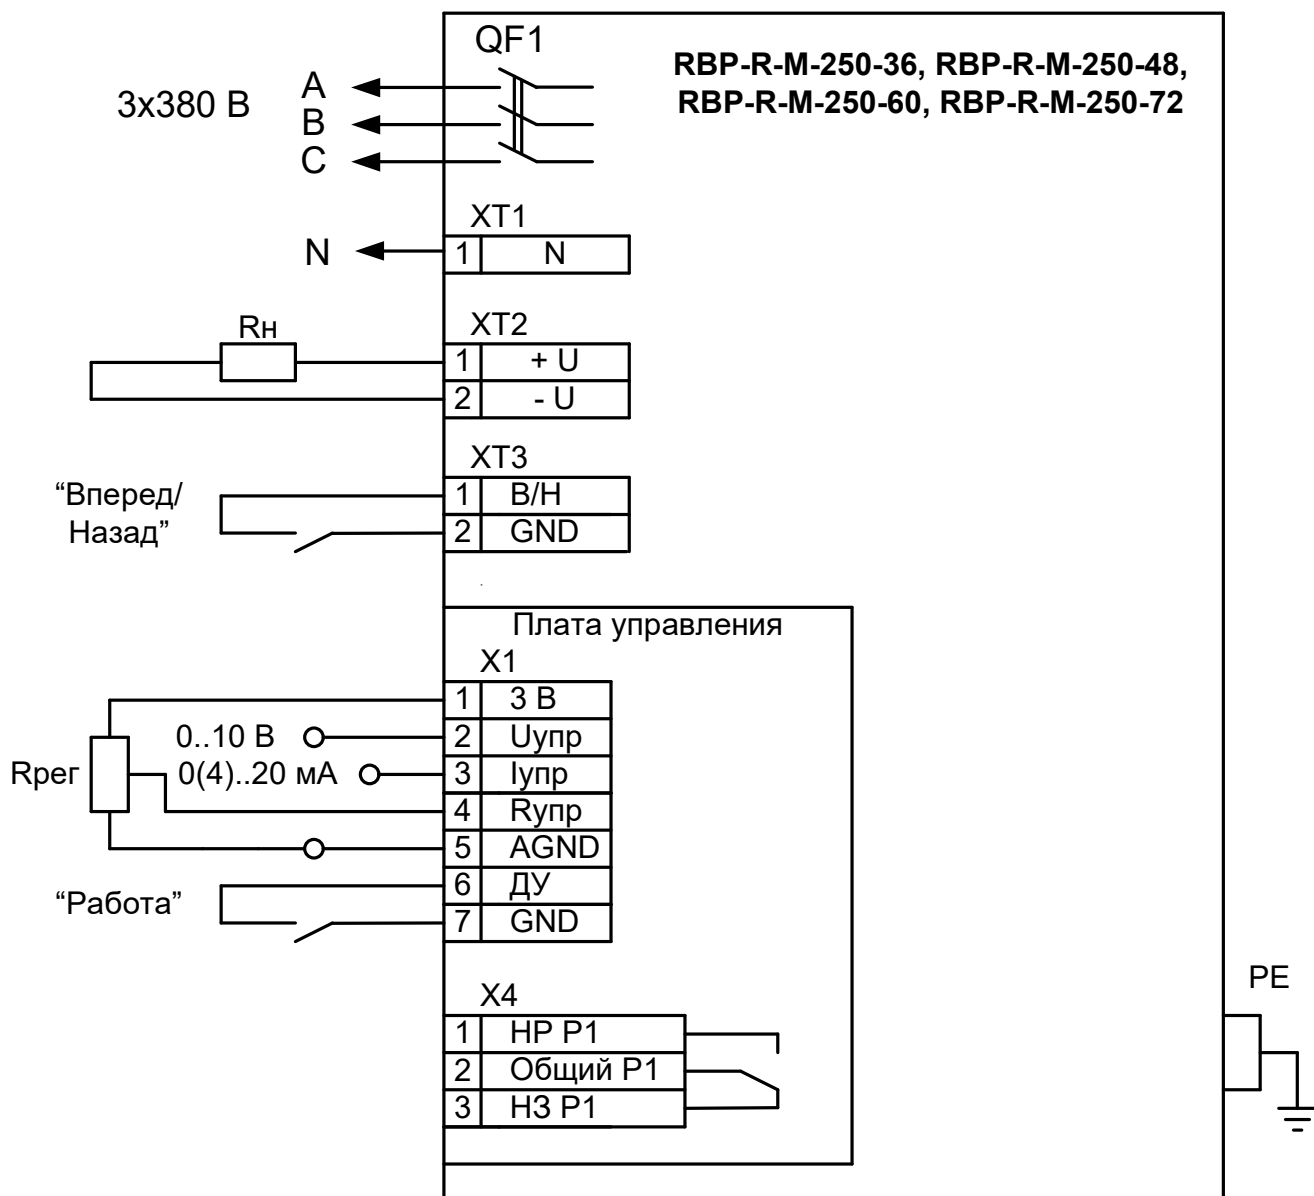 QF1
RBP-R-M-250-36, RBP-R-M-250-48,
RBP-R-M-250-60, RBP-R-M-250-72
3x380 В
A
B
C
XT1
N
1 N
Rн
XT2
1 + U
2 - U
XT3
“Вперед/
Назад”
1 В/Н
2 GND
Плата управления
X1
1 3 В
0..10 В
2 Uупр
Rрег
0(4)..20 мА
3 Iупр
4 Rупр
5 AGND
“Работа”
6 ДУ
7 GND
X4
1 НР Р1
2 Общий Р1
3 НЗ Р1
PE